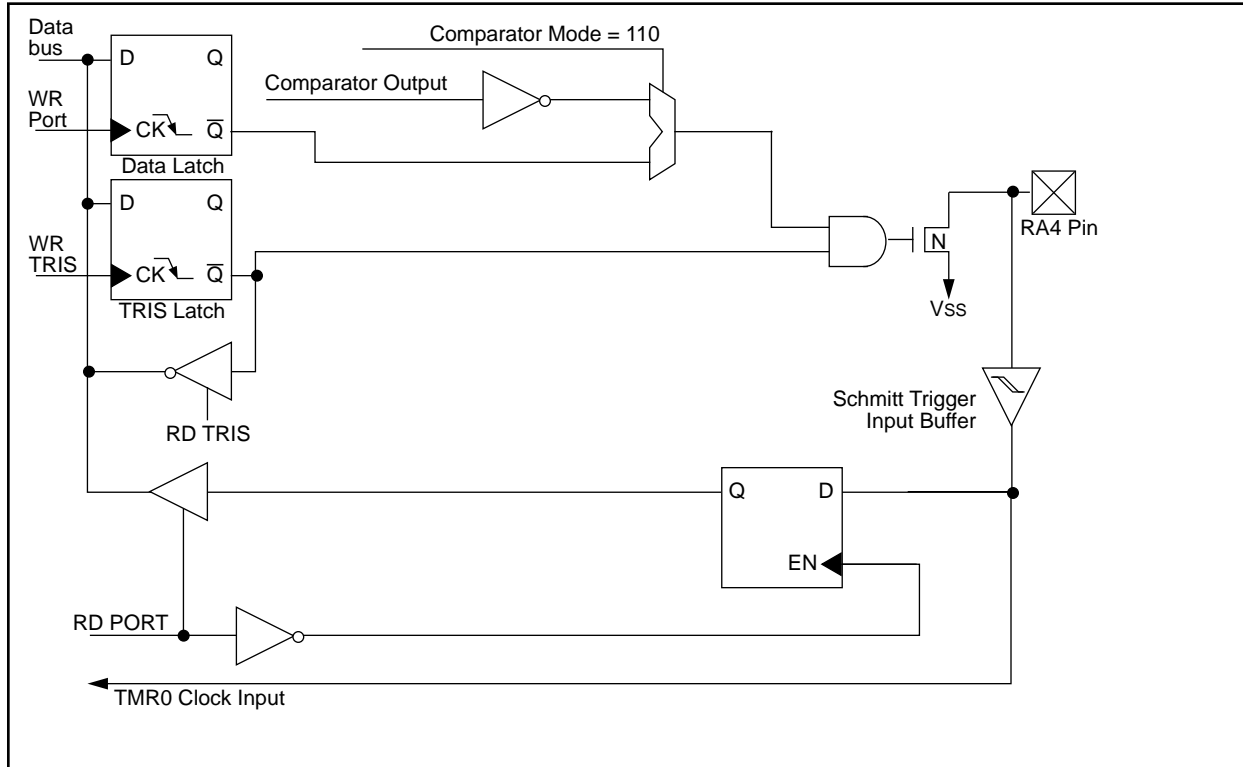 Data
bus
D
Q
Comparator Mode = 110
Comparator Output
WR
Port
CK
Q̅
Data Latch
D
Q
WR
TRIS
CK
Q̅
TRIS Latch
N
RA4 Pin
VSS
RD TRIS
Schmitt Trigger
Input Buffer
Q
D
EN
RD PORT
TMR0 Clock Input